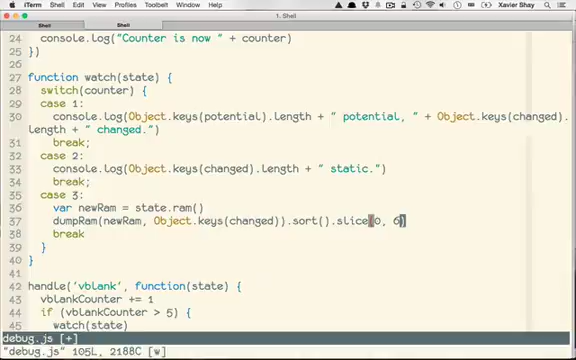 iTerm Shell Edit View Profiles Toolbelt Window Help Xavier Shay
1. Shell
Shell Shell
24 console.log("Counter is now " + counter)
25 })
27 function watch(state) {
28 switch(counter) {
29 case 1:
30 console.log(Object.keys(potential).length + " potential, " + Object.keys(changed).
length + " changed.")
31 break;
32 case 2:
33 console.log(Object.keys(changed).length + " static.")
34 break;
35 case 3:
36 var newRam = state.ram()
37 dumpRam(newRam, Object.keys(changed)).sort().slice(0, 6)
38 break
39 }
40 }
42 handle('vblank', function(state) {
43 vblankCounter += 1
44 if (vblankCounter > 5) {
45 watch(state)
debug.js [+]
"debug.js" 105L, 2188C [w]